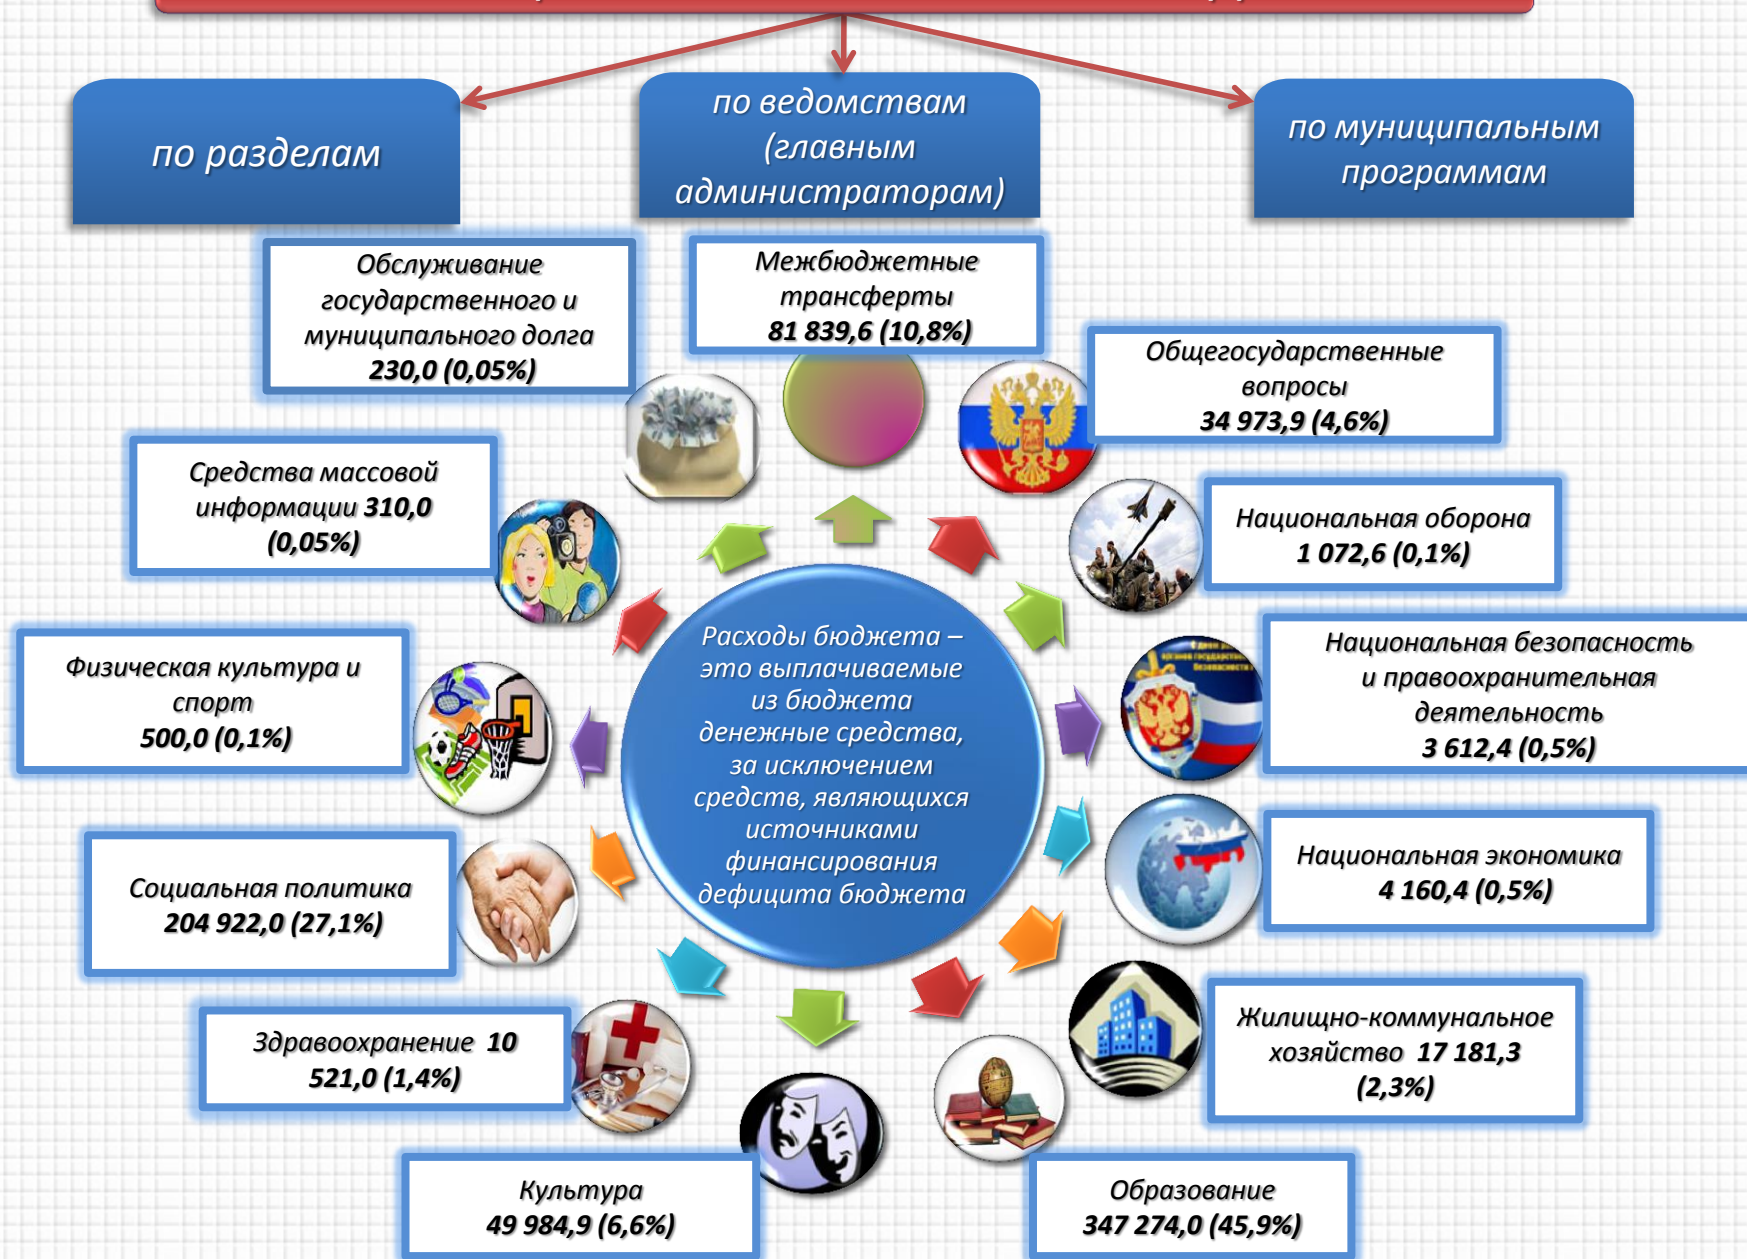 по разделам
по ведомствам
(главным
администраторам)
по муниципальным
программам
Обслуживание
государственного и
муниципального долга
230,0 (0,05%)
Межбюджетные
трансферты
81 839,6 (10,8%)
Общегосударственные
вопросы
34 973,9 (4,6%)
Средства массовой
информации 310,0
(0,05%)
Национальная оборона
1 072,6 (0,1%)
Физическая культура и
спорт
500,0 (0,1%)
Расходы бюджета –
это выплачиваемые
из бюджета
денежные средства,
за исключением
средств, являющихся
источниками
финансирования
дефицита бюджета
Национальная безопасность
и правоохранительная
деятельность
3 612,4 (0,5%)
Социальная политика
204 922,0 (27,1%)
Национальная экономика
4 160,4 (0,5%)
Здравоохранение 10
521,0 (1,4%)
Жилищно-коммунальное
хозяйство 17 181,3
(2,3%)
Культура
49 984,9 (6,6%)
Образование
347 274,0 (45,9%)